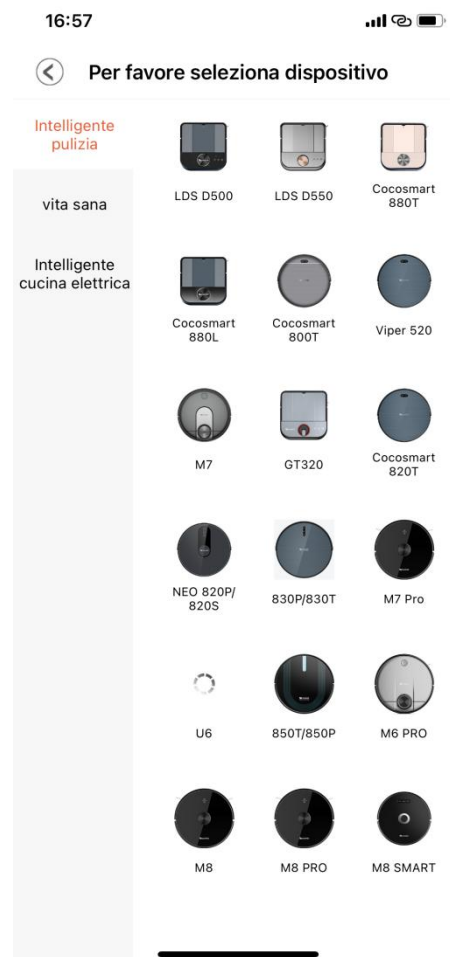 16:57
Per favore seleziona dispositivo
Intelligente
pulizia
vita sana
Intelligente
cucina elettrica
LDS D500
LDS D550
Cocosmart
880T
Cocosmart
880L
Cocosmart
800T
Viper 520
M7
GT320
Cocosmart
820T
NEO 820P/
820S
830P/830T
M7 Pro
U6
850T/850P
M6 PRO
M8
M8 PRO
M8 SMART